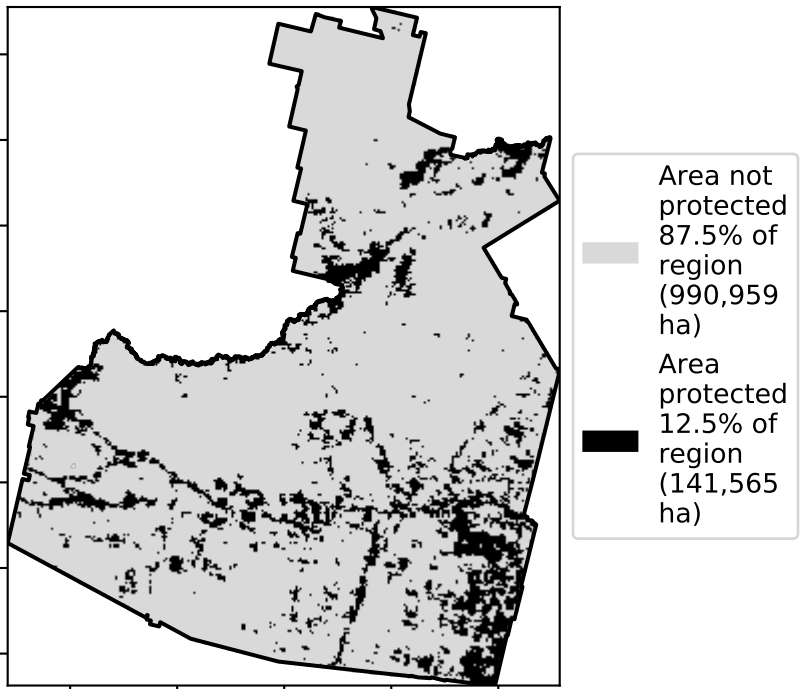 Area not
protected
87.5% of
region
(990,959
ha)
Area
protected
12.5% of
region
(141,565
ha)